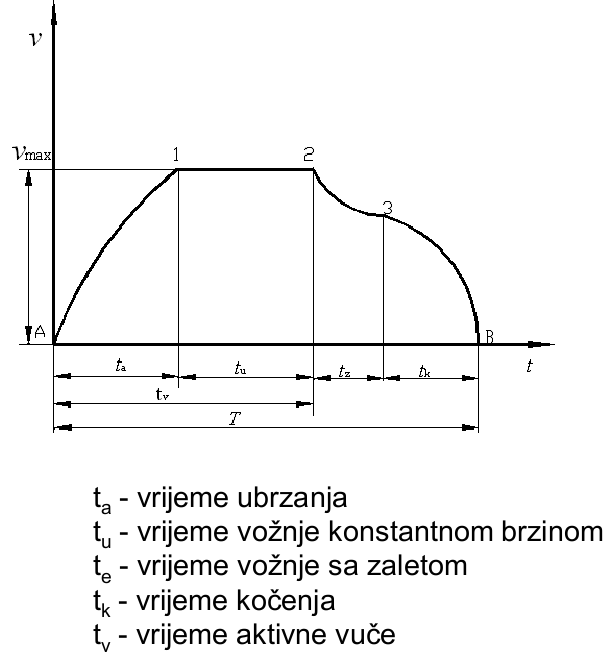 v
vmax 1 2
3
A B
ta tu tz tk t
tv
T
ta - vrijeme ubrzanja
tu - vrijeme vožnje konstantnom brzinom
te - vrijeme vožnje sa zaletom
tk - vrijeme kočenja
tv - vrijeme aktivne vuče